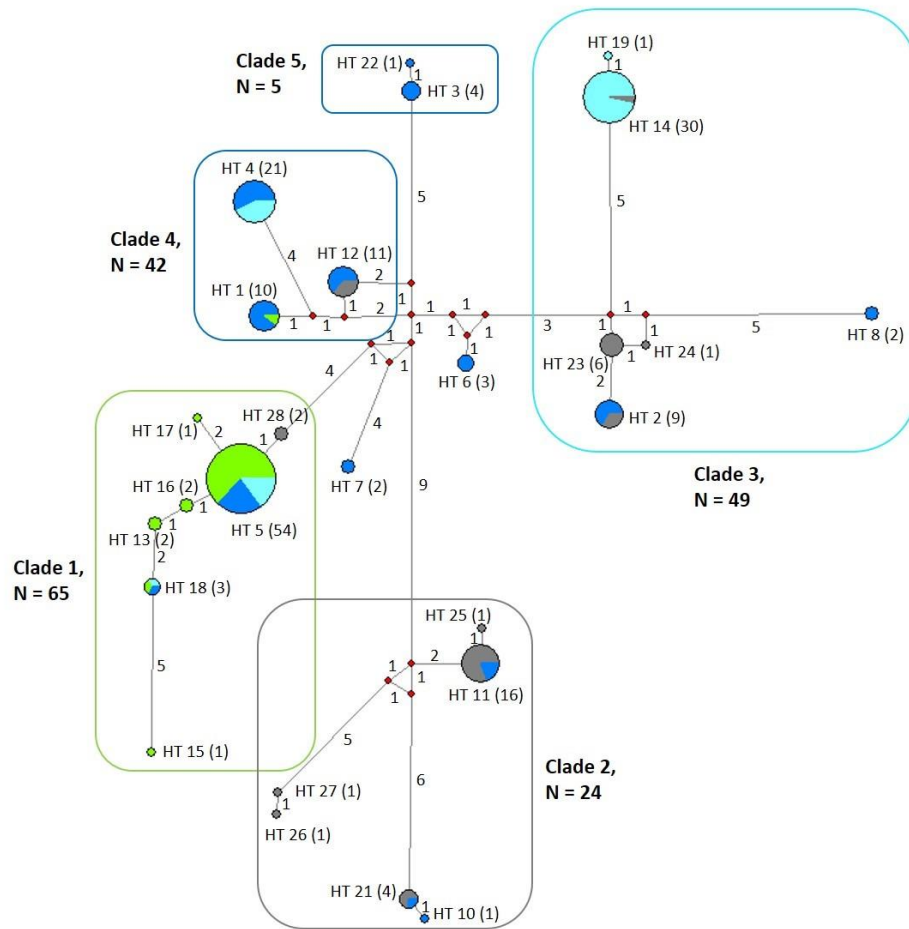 HT 19 (1)
1
HT 14 (30)
5
Clade 5,
N = 5
HT 22 (1)
1
HT 3 (4)
5
HT 4 (21)
Clade 4,
N = 42
4
HT 12 (11)
2
HT 1 (10)
1
1
1
2
1
1
1
1
1
1
HT 6 (3)
3
1
1
1
5
HT 8 (2)
HT 23 (6)
1
HT 24 (1)
2
HT 2 (9)
Clade 3,
N = 49
1
1
1
1
4
4
HT 7 (2)
9
HT 28 (2)
1
HT 17 (1)
2
HT 16 (2)
1
HT 5 (54)
HT 13 (2)
1
2
Clade 1,
N = 65
HT 18 (3)
5
HT 15 (1)
HT 25 (1)
1
2
HT 11 (16)
1
1
1
5
Clade 2,
N = 24
6
HT 27 (1)
1
HT 26 (1)
HT 21 (4)
1
HT 10 (1)